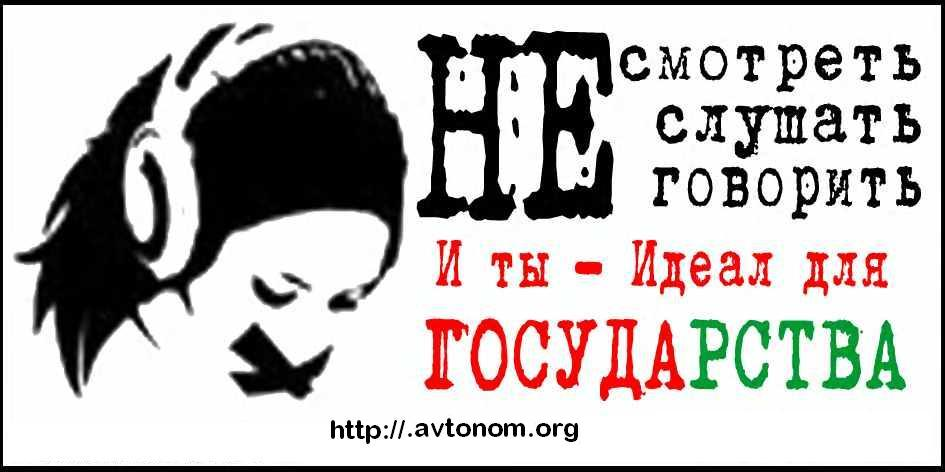 НЕ смотреть
слушать
говорить
И ты – Идеал для
ГОСУДАРСТВА
http://.avtonom.org